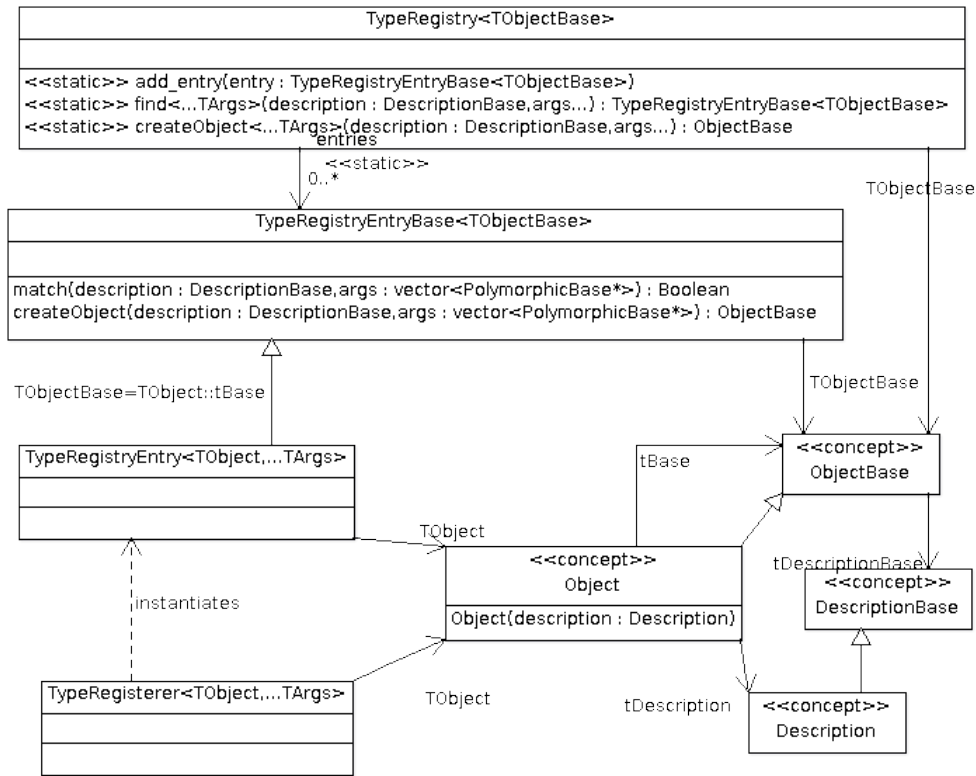 TypeRegistry<TObjectBase>
<<static>> add_entry(entry : TypeRegistryEntryBase<TObjectBase>)
<<static>> find<...TArgs>(description : DescriptionBase,args...) : TypeRegistryEntryBase<TObjectBase>
<<static>> createObject<...TArgs>(description : DescriptionBase,args...) : ObjectBase
entries
<<static>>
0..*
TObjectBase
TypeRegistryEntryBase<TObjectBase>
match(description : DescriptionBase,args : vector<PolymorphicBase*>) : Boolean
createObject(description : DescriptionBase,args : vector<PolymorphicBase*>) : ObjectBase
TObjectBase=TObject::tBase
TObjectBase
TypeRegistryEntry<TObject,...TArgs>
tBase
<<concept>>
ObjectBase
TObject
<<concept>>
Object
Object(description : Description)
tDescriptionBase
<<concept>>
DescriptionBase
instantiates
TypeRegisterer<TObject,...TArgs>
TObject
tDescription
<<concept>>
Description